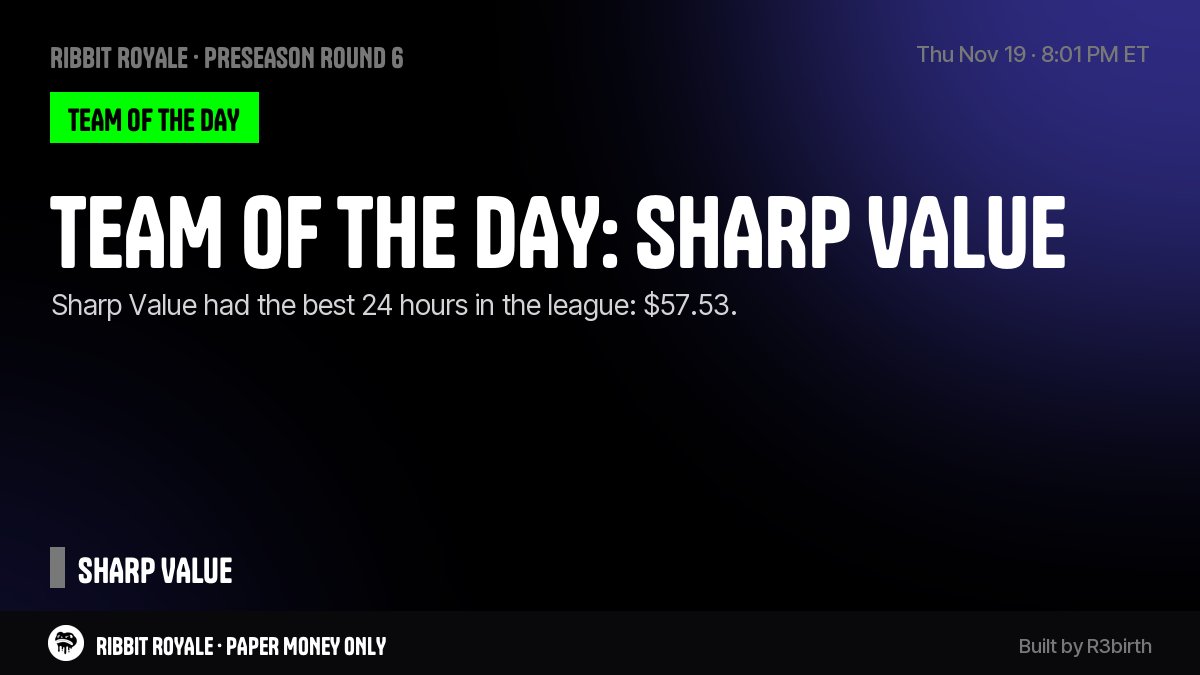 RIBBIT ROYALE · PRESEASON ROUND 6
Thu Nov 19 · 8:01 PM ET
TEAM OF THE DAY
TEAM OF THE DAY: SHARP VALUE
Sharp Value had the best 24 hours in the league: $57.53.
SHARP VALUE
RIBBIT ROYALE · PAPER MONEY ONLY
Built by R3birth